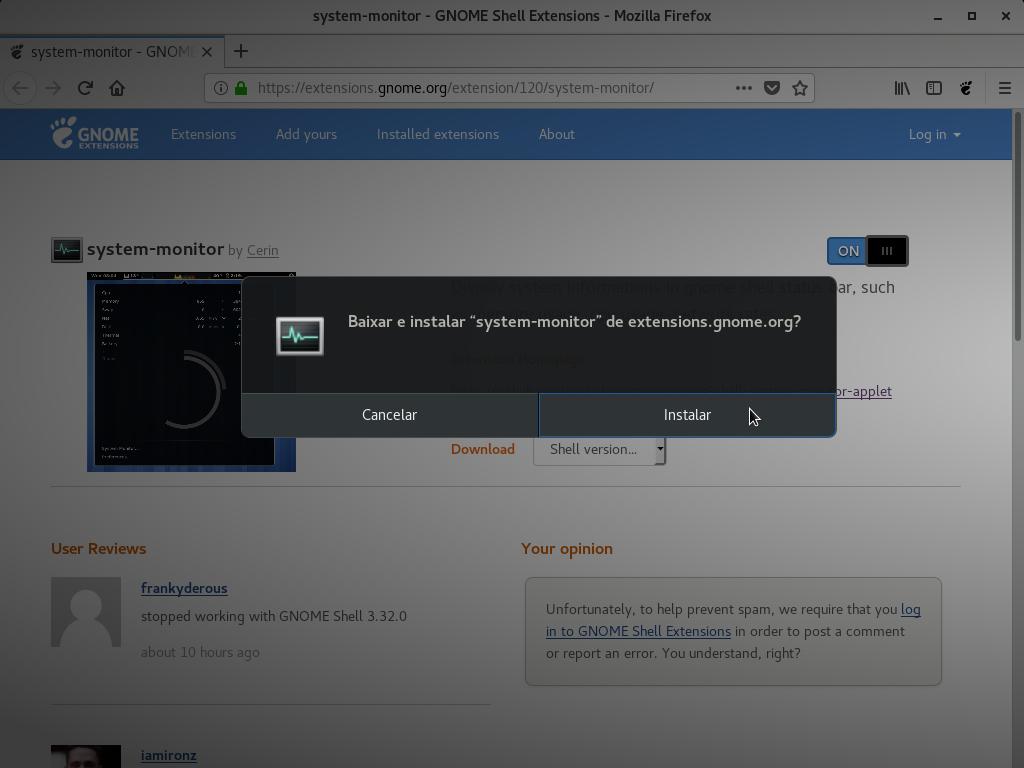 system-monitor - GNOME Shell Extensions - Mozilla Firefox
system-monitor - GNOME
https://extensions.gnome.org/extension/120/system-monitor/
GNOME
EXTENSIONS
Extensions
Add yours
Installed extensions
About
Log in
system-monitor by Cerin
ON
Display system informations in gnome shell status bar, such
Baixar e instalar “system-monitor” de extensions.gnome.org?
Extension Homepage
or-applet
Cancelar
Instalar
Download
Shell version...
User Reviews
Your opinion
frankyderous
stopped working with GNOME Shell 3.32.0
about 10 hours ago
Unfortunately, to help prevent spam, we require that you log
in to GNOME Shell Extensions in order to post a comment
or report an error. You understand, right?
iamironz